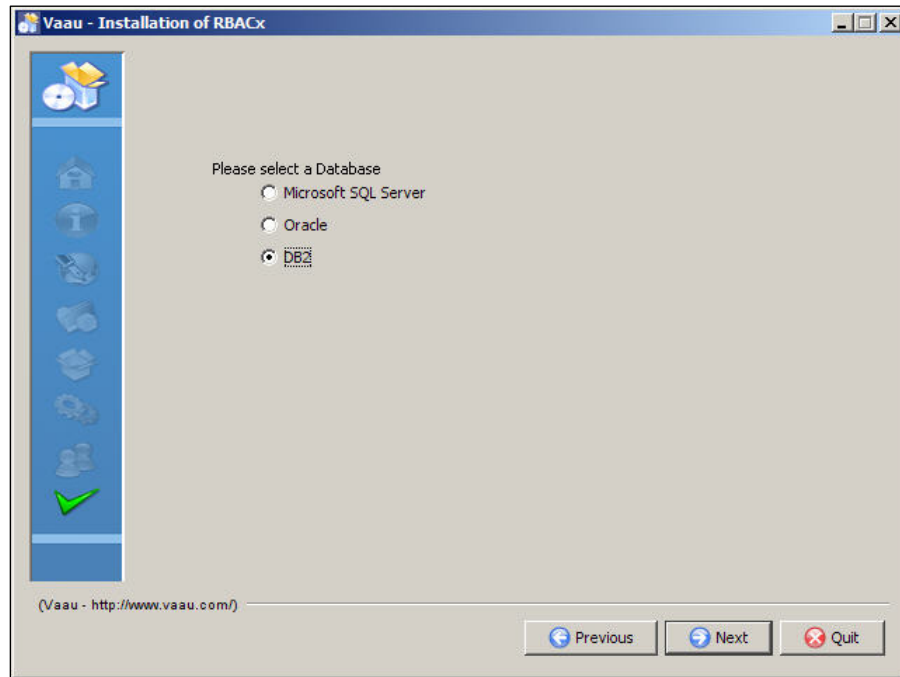 Vaau - Installation of RBACx
Please select a Database
Microsoft SQL Server
Oracle
DB2
(Vaau - http://www.vaau.com/)
Previous
Next
Quit